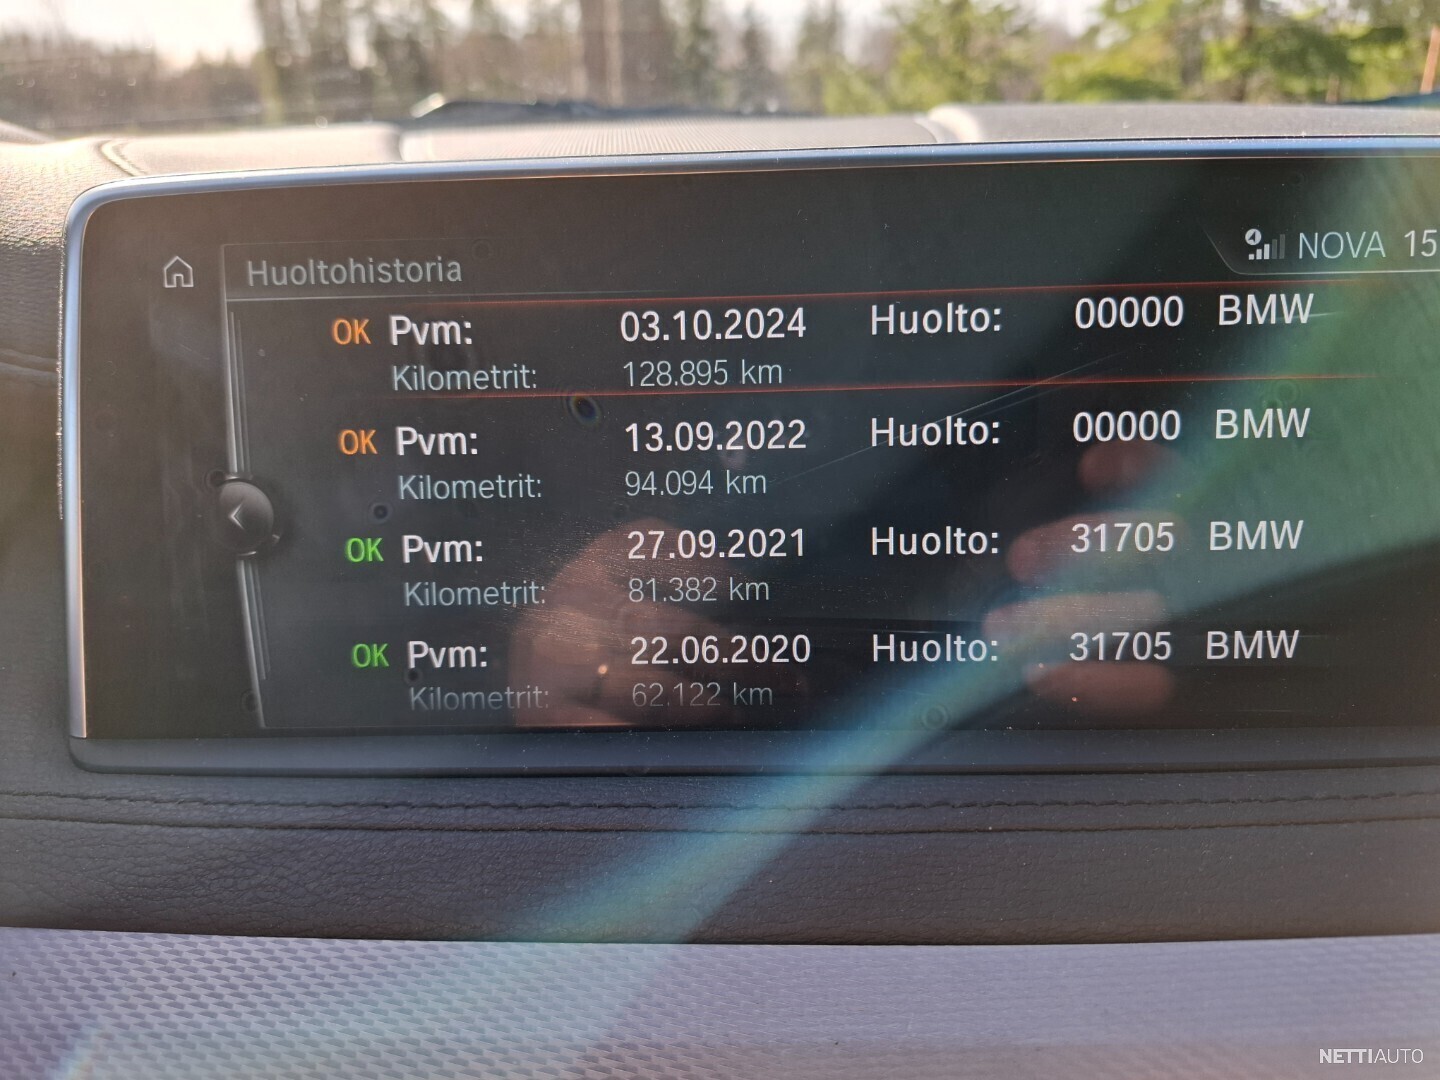 NOVA 15
Huoltohistoria
OK Pvm: 03.10.2024 Huolto: 00000 BMW
Kilometrit: 128.895 km
OK Pvm: 13.09.2022 Huolto: 00000 BMW
Kilometrit: 94.094 km
OK Pvm: 27.09.2021 Huolto: 31705 BMW
Kilometrit: 81.382 km
OK Pvm: 22.06.2020 Huolto: 31705 BMW
Kilometrit: 62.122 km
NETTIAUTO